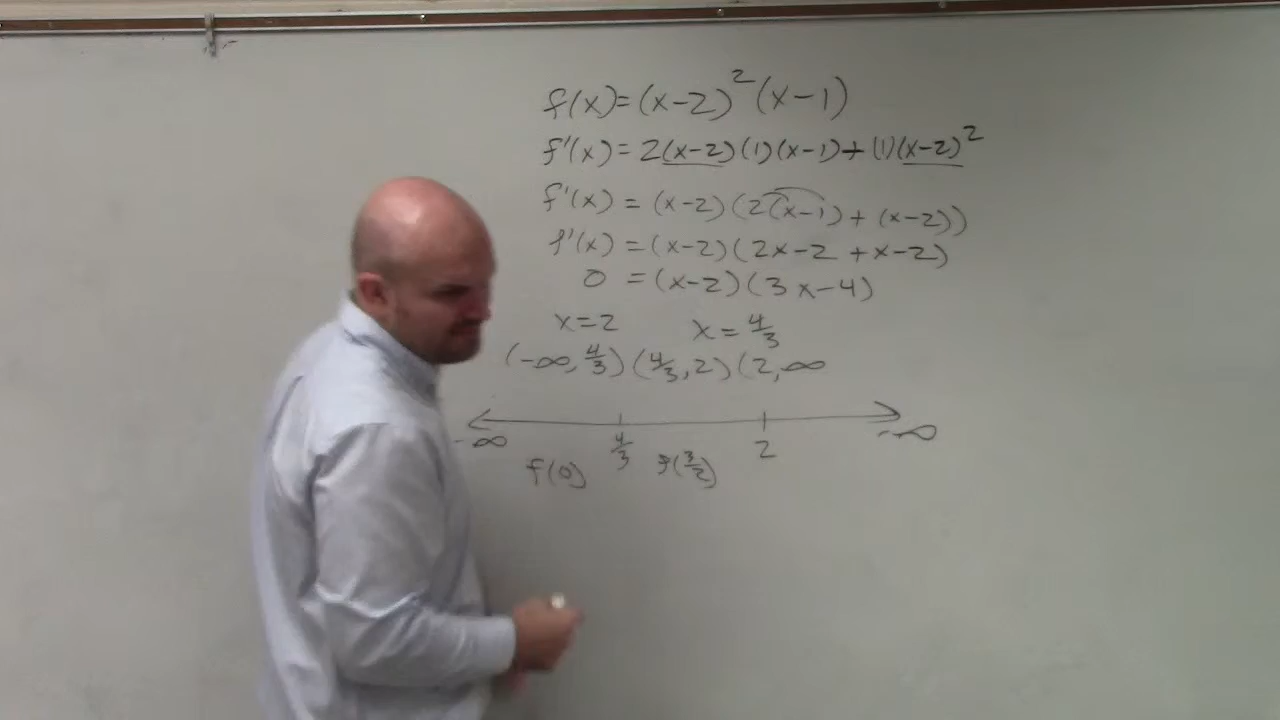 f(x)=(x-2)²(x-1)
f'(x)=2(x-2)(1)(x-1)+(1)(x-2)²
f'(x)=(x-2)(2(x-1)+(x-2))
f'(x)=(x-2)(2x-2+x-2)
0=(x-2)(3x-4)
x=2 x=4/3
(-∞,4/3)(4/3,2)(2,∞
-∞ 4/3 2 -∞
f(0) f(3/2)